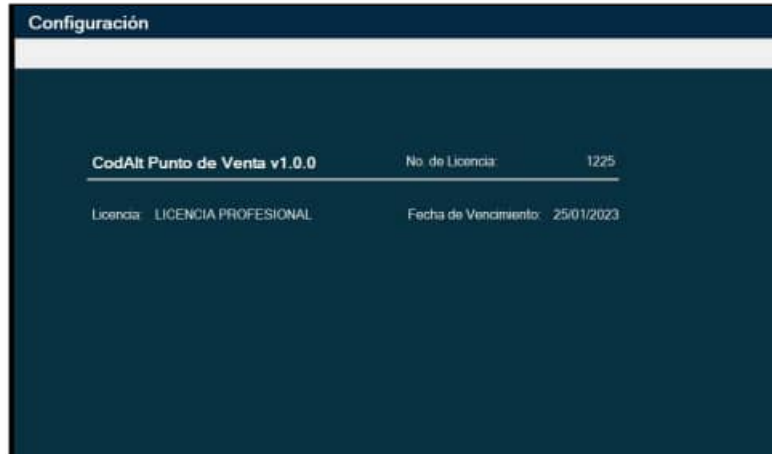 Configuración
CodAlt Punto de Venta v1.0.0 No. de Licencia: 1225
Licencia: LICENCIA PROFESIONAL Fecha de Vencimiento: 25/01/2023